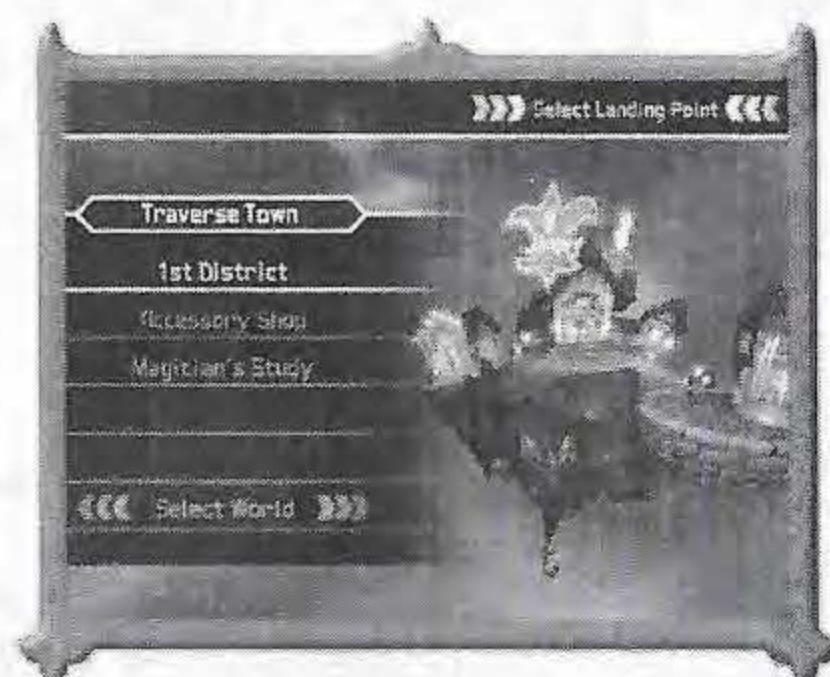 Select Landing Point
Traverse Town
1st District
Accessory Shop
Magician's Study
Select World